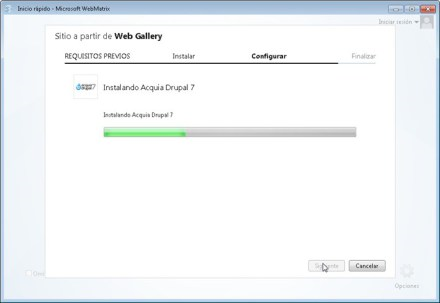 Inicio rápido - Microsoft WebMatrix
Iniciar sesión
Sitio a partir de Web Gallery
REQUISITOS PREVIOS Instalar Configurar Finalizar
Instalando Acquia Drupal 7
Instalando Acquia Drupal 7
Cancelar
Opciones